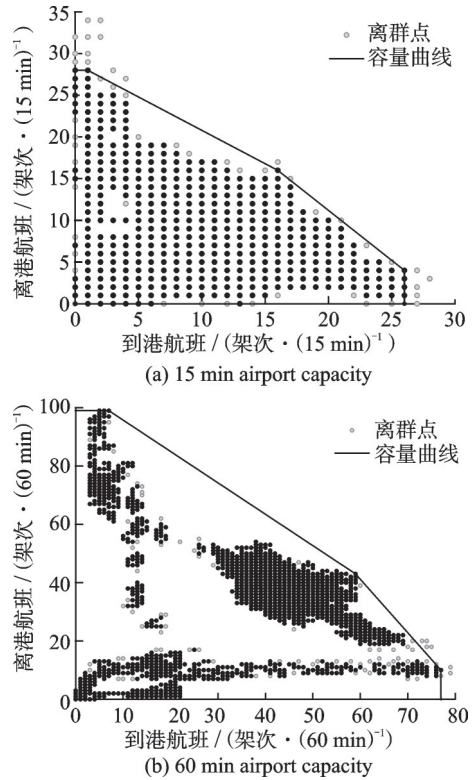 35
30
25
20
15
10
5
0
离港航班 / (架次·(15 min)⁻¹)
离群点
容量曲线
0 10 20 30
到港航班 / (架次·(15 min)⁻¹)
(a) 15 min airport capacity
100
80
60
40
20
0
离港航班 / (架次·(60 min)⁻¹)
离群点
容量曲线
0 10 20 30 40 50 60 70 80
到港航班 / (架次·(60 min)⁻¹)
(b) 60 min airport capacity